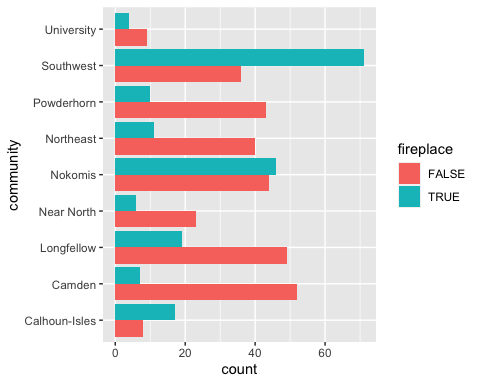 University
Southwest
Powderhorn
Northeast
Nokomis
Near North
Longfellow
Camden
Calhoun-Isles
community
0 20 40 60
count
fireplace
FALSE
TRUE